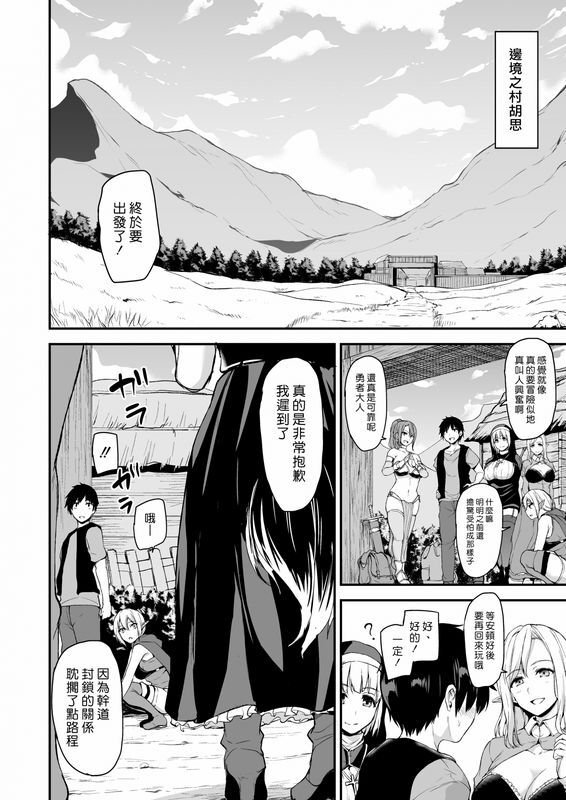 邊境之村胡思
終於要
出發了！
感覺就像
真的要冒險似地
真叫人興奮啊
還真是可靠呢
勇者大人
什麼嘛
明明之前還
擔驚受怕成那樣子
等安頓好後
要再回來玩哦
好、
好的！
一定！
？
真的是非常抱歉
我遲到了
ガラ
ガラ
!!
哦—
因為幹道
封鎖的關係
耽擱了點路程